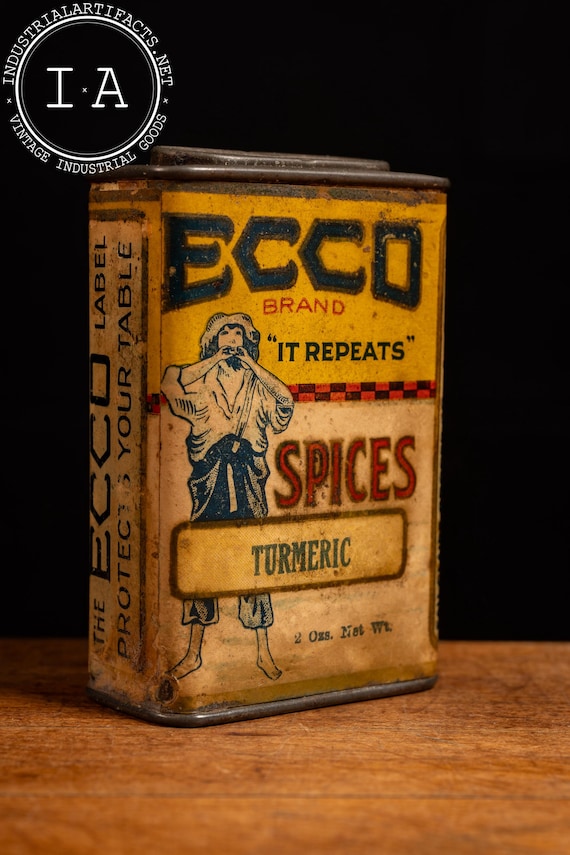 INDUSTRIALARTIFACTS.NET
I·A
VINTAGE INDUSTRIAL GOODS
ECCO
BRAND
"IT REPEATS"
SPICES
TURMERIC
2 Ozs. Net Wt.
THE ECCO LABEL
PROTECTS YOUR TABLE